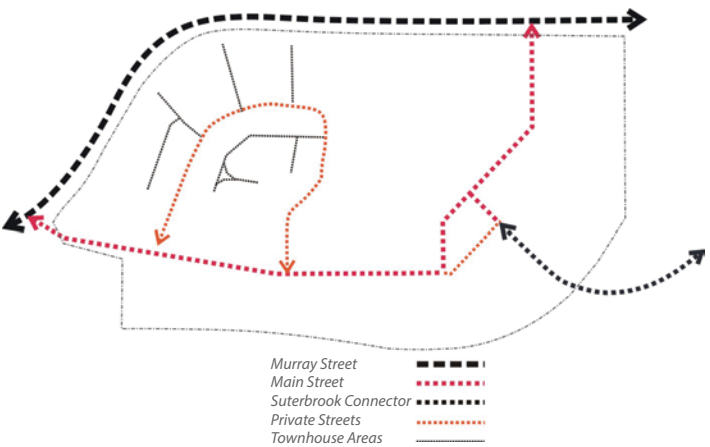 Murray Street
Main Street
Suterbrook Connector
Private Streets
Townhouse Areas